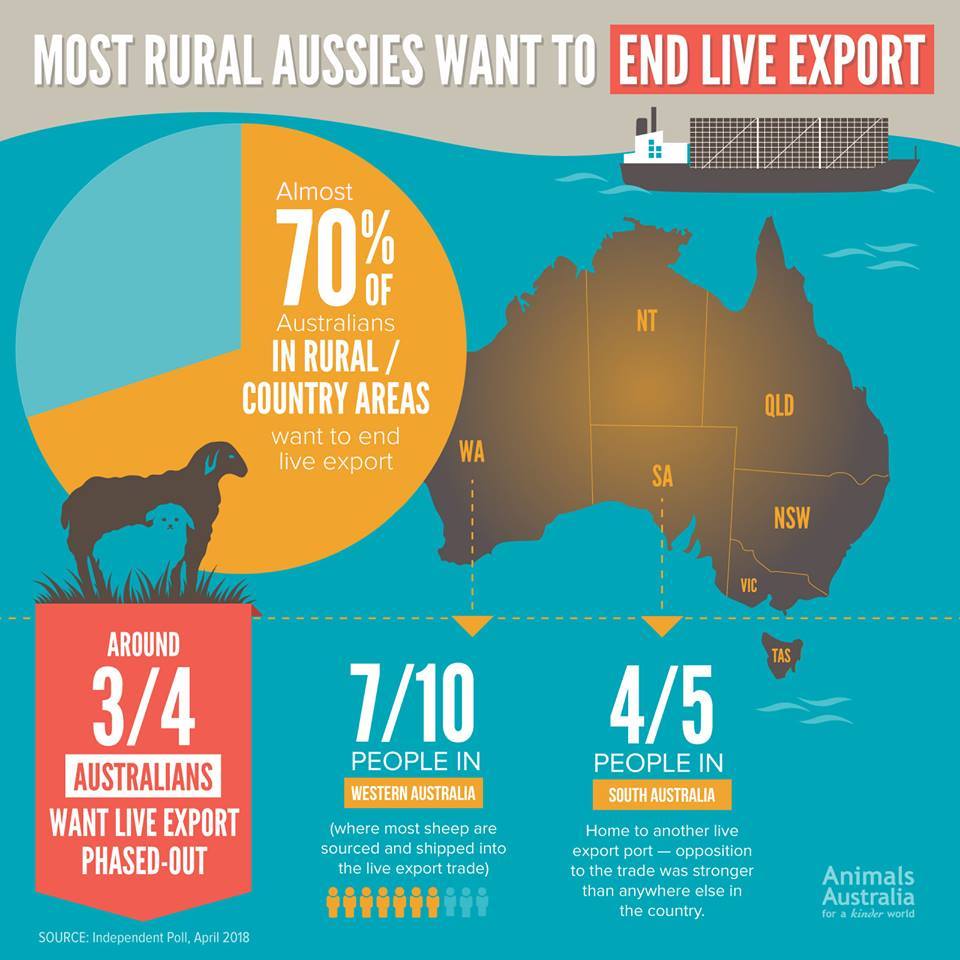 MOST RURAL AUSSIES WANT TO END LIVE EXPORT
Almost
70%
OF
Australians
IN RURAL /
COUNTRY AREAS
want to end
live export
NT
QLD
WA
SA
NSW
VIC
TAS
AROUND
3/4
AUSTRALIANS
WANT LIVE EXPORT
PHASED-OUT
7/10
PEOPLE IN
WESTERN AUSTRALIA
(where most sheep are
sourced and shipped into
the live export trade)
4/5
PEOPLE IN
SOUTH AUSTRALIA
Home to another live
export port — opposition
to the trade was stronger
than anywhere else in
the country.
Animals
Australia
for a kinder world
SOURCE: Independent Poll, April 2018